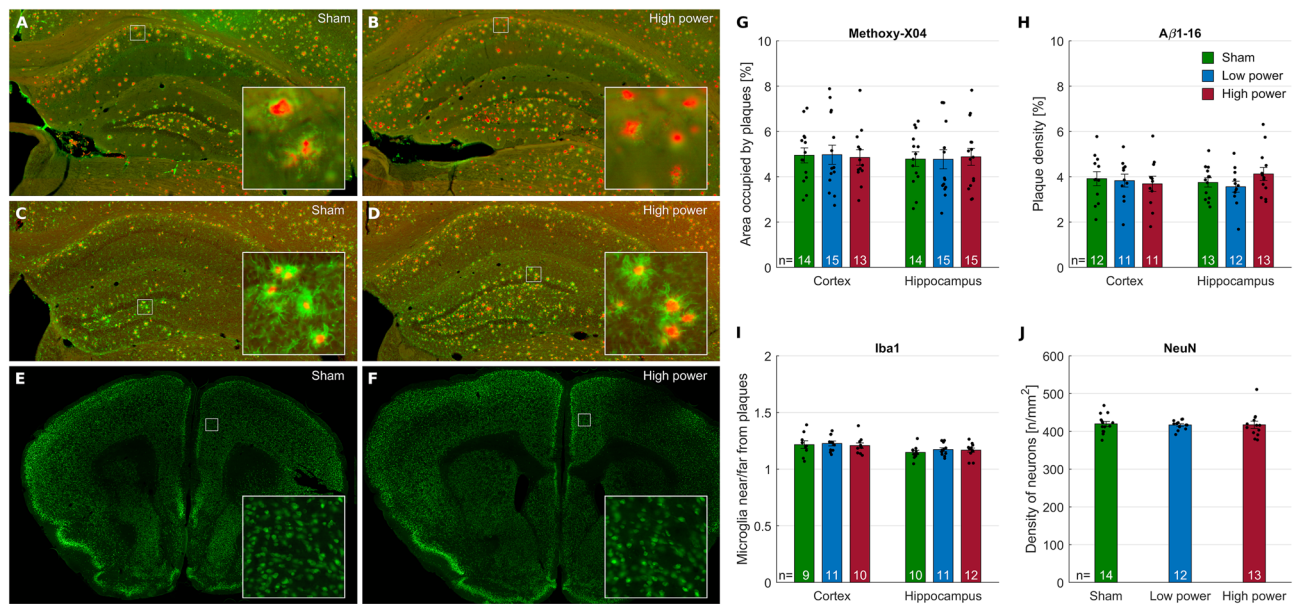 A Sham
B High power
C Sham
D High power
E Sham
F High power
G
Methoxy-X04
Area occupied by plaques [%]
10
8
6
4
2
0
n= 14 15 13 14 15 15
Cortex Hippocampus
H
Aβ1-16
Sham
Low power
High power
Plaque density [%]
10
8
6
4
2
0
n= 12 11 11 13 12 13
Cortex Hippocampus
I
Iba1
Microglia near/far from plaques
2
1.5
1
0.5
0
n= 9 11 10 10 11 12
Cortex Hippocampus
J
NeuN
Density of neurons [n/mm²]
600
500
400
300
200
100
0
n= 14 12 13
Sham Low power High power